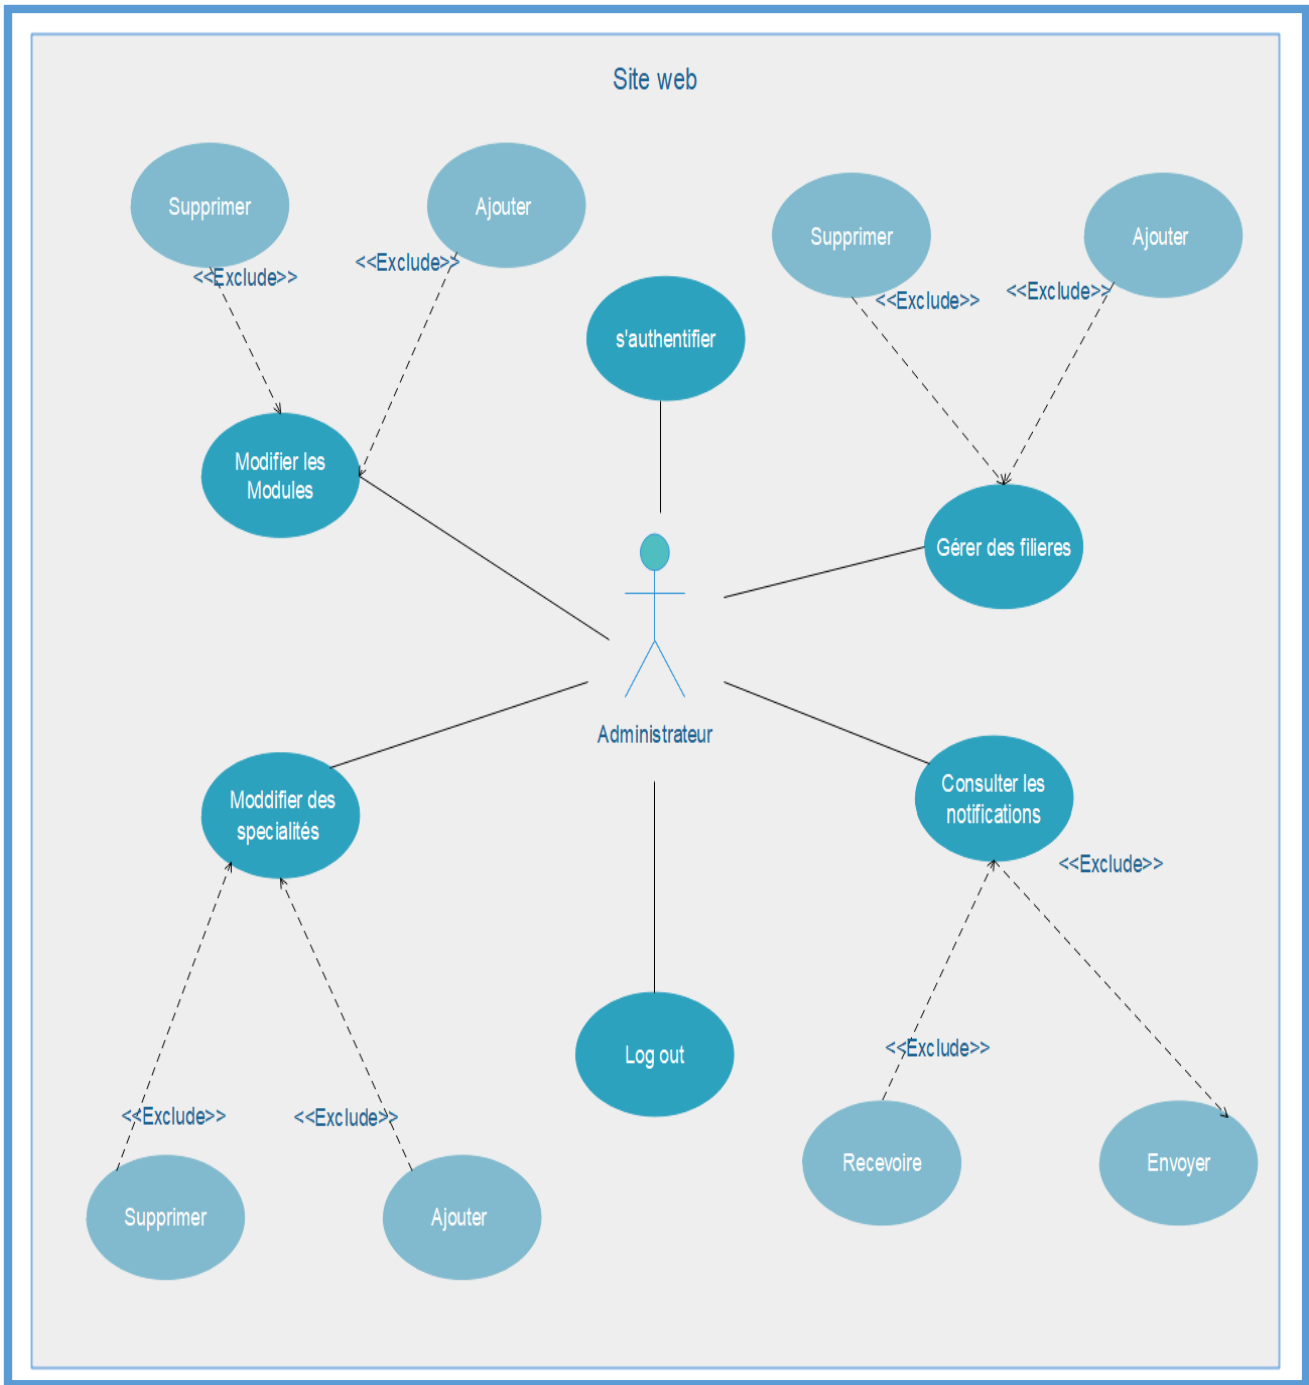 Site web
Supprimer
Ajouter
Supprimer
Ajouter
<<Exclude>>
<<Exclude>>
<<Exclude>>
<<Exclude>>
s'authentifier
Modifier les
Modules
Gérer des filieres
Administrateur
Moddifier des
specialités
Consulter les
notifications
<<Exclude>>
Log out
<<Exclude>>
<<Exclude>>
<<Exclude>>
Recevoire
Envoyer
Supprimer
Ajouter